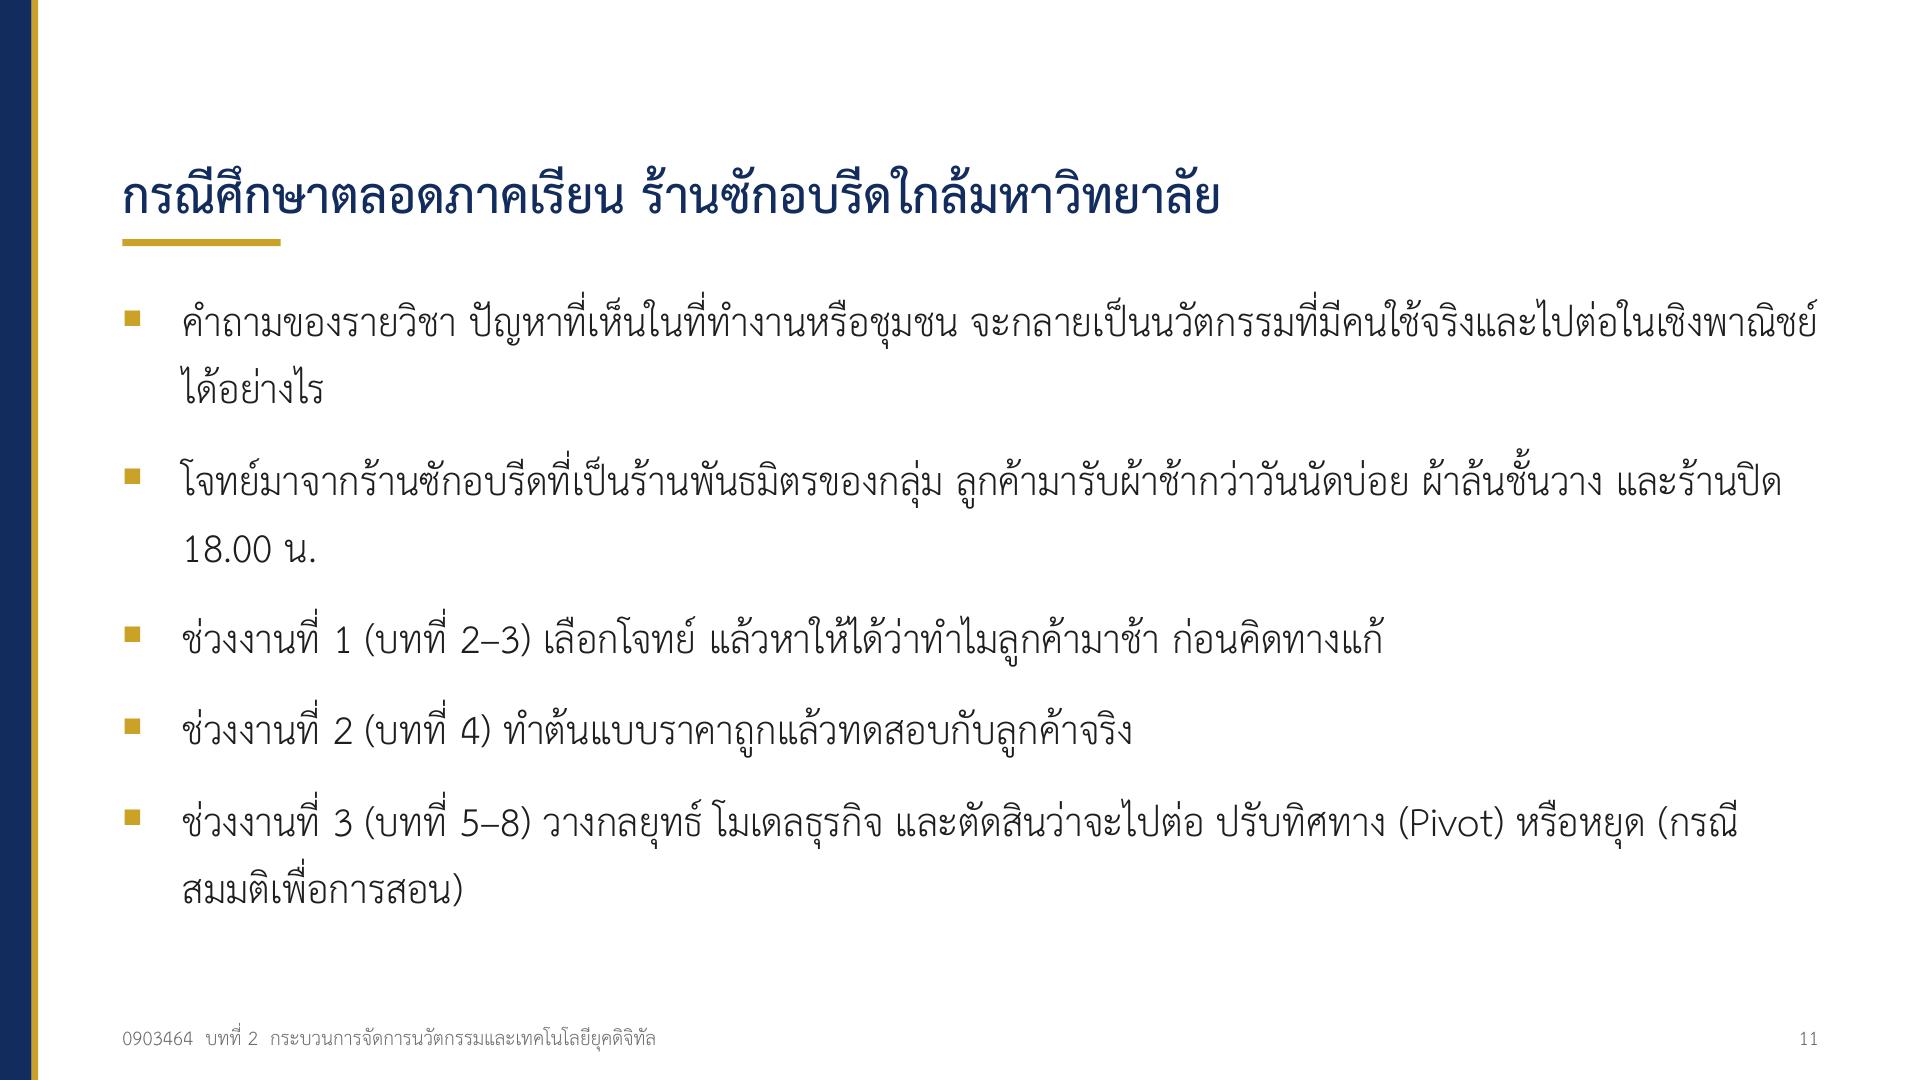 กรณีศึกษาตลอดภาคเรียน ร้านซักอบรีดใกล้มหาวิทยาลัย
คำถามของรายวิชา ปัญหาที่เห็นในที่ทำงานหรือชุมชน จะกลายเป็นนวัตกรรมที่มีคนใช้จริงและไปต่อในเชิงพาณิชย์
ได้อย่างไร
โจทย์มาจากร้านซักอบรีดที่เป็นร้านพันธมิตรของกลุ่ม ลูกค้ามารับผ้าช้ากว่าวันนัดบ่อย ผ้าล้นชั้นวาง และร้านปิด
18.00 น.
ช่วงงานที่ 1 (บทที่ 2–3) เลือกโจทย์ แล้วหาให้ได้ว่าทำไมลูกค้ามาช้า ก่อนคิดทางแก้
ช่วงงานที่ 2 (บทที่ 4) ทำต้นแบบราคาถูกแล้วทดสอบกับลูกค้าจริง
ช่วงงานที่ 3 (บทที่ 5–8) วางกลยุทธ์ โมเดลธุรกิจ และตัดสินว่าจะไปต่อ ปรับทิศทาง (Pivot) หรือหยุด (กรณี
สมมติเพื่อการสอน)
0903464 บทที่ 2 กระบวนการจัดการนวัตกรรมและเทคโนโลยียุคดิจิทัล
11